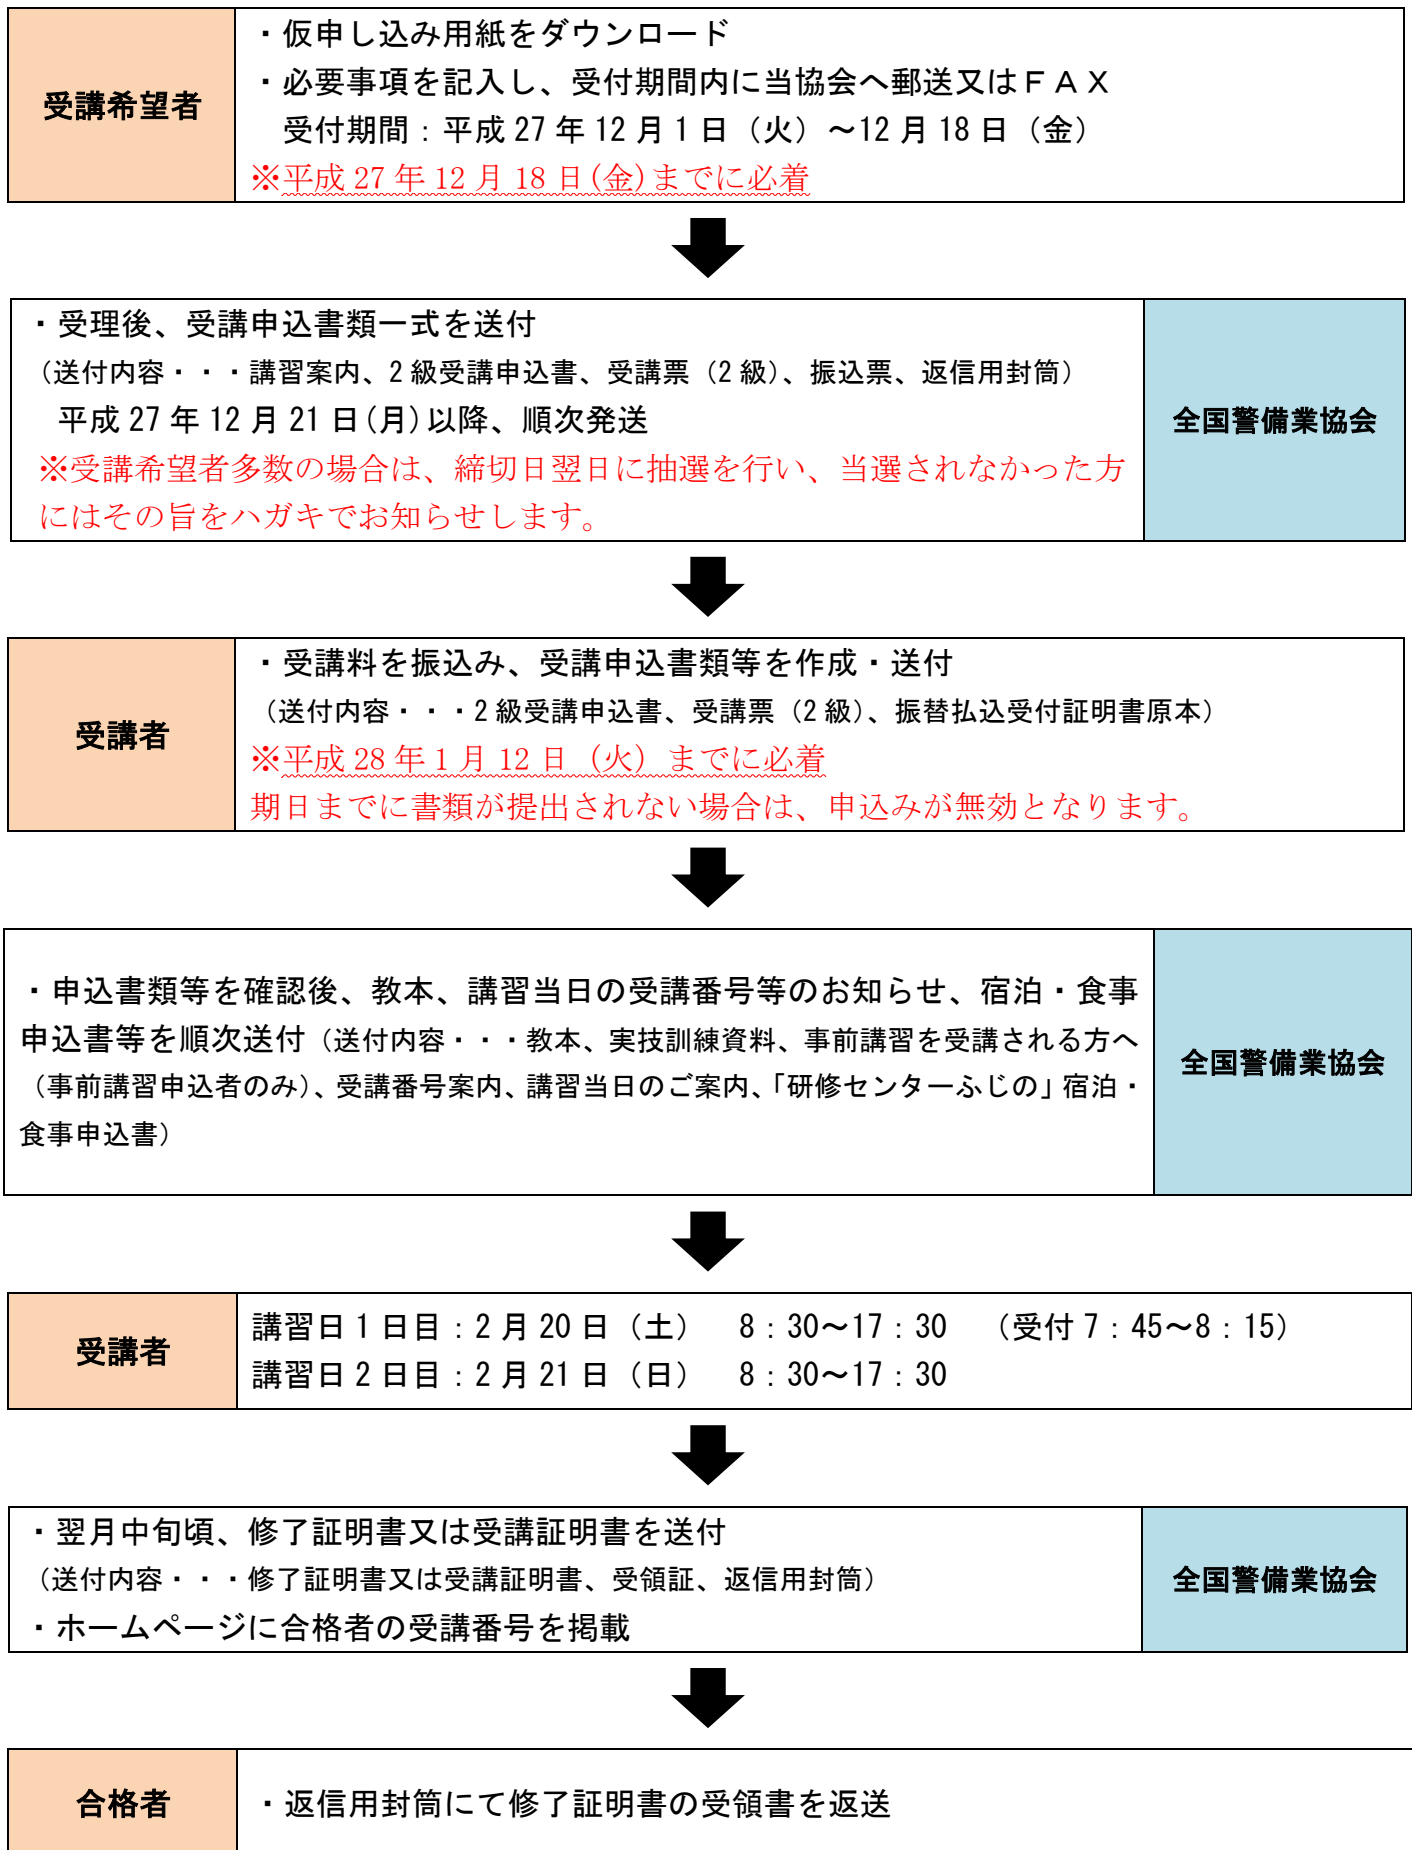 受講希望者
・仮申し込み用紙をダウンロード
・必要事項を記入し、受付期間内に当協会へ郵送又はＦＡＸ
受付期間：平成 27 年 12 月 1 日（火）～12 月 18 日（金）
※平成 27 年 12 月 18 日(金)までに必着
・受理後、受講申込書類一式を送付
（送付内容・・・講習案内、2 級受講申込書、受講票（2 級）、振込票、返信用封筒）
平成 27 年 12 月 21 日(月)以降、順次発送
※受講希望者多数の場合は、締切日翌日に抽選を行い、当選されなかった方
にはその旨をハガキでお知らせします。
全国警備業協会
受講者
・受講料を振込み、受講申込書類等を作成・送付
（送付内容・・・2 級受講申込書、受講票（2 級）、振替払込受付証明書原本）
※平成 28 年 1 月 12 日（火）までに必着
期日までに書類が提出されない場合は、申込みが無効となります。
・申込書類等を確認後、教本、講習当日の受講番号等のお知らせ、宿泊・食事
申込書等を順次送付（送付内容・・・教本、実技訓練資料、事前講習を受講される方へ
（事前講習申込者のみ）、受講番号案内、講習当日のご案内、「研修センターふじの」宿泊・
食事申込書）
全国警備業協会
受講者
講習日 1 日目：2 月 20 日（土） 8：30～17：30 （受付 7：45～8：15）
講習日 2 日目：2 月 21 日（日） 8：30～17：30
・翌月中旬頃、修了証明書又は受講証明書を送付
（送付内容・・・修了証明書又は受講証明書、受領証、返信用封筒）
・ホームページに合格者の受講番号を掲載
全国警備業協会
合格者
・返信用封筒にて修了証明書の受領書を返送